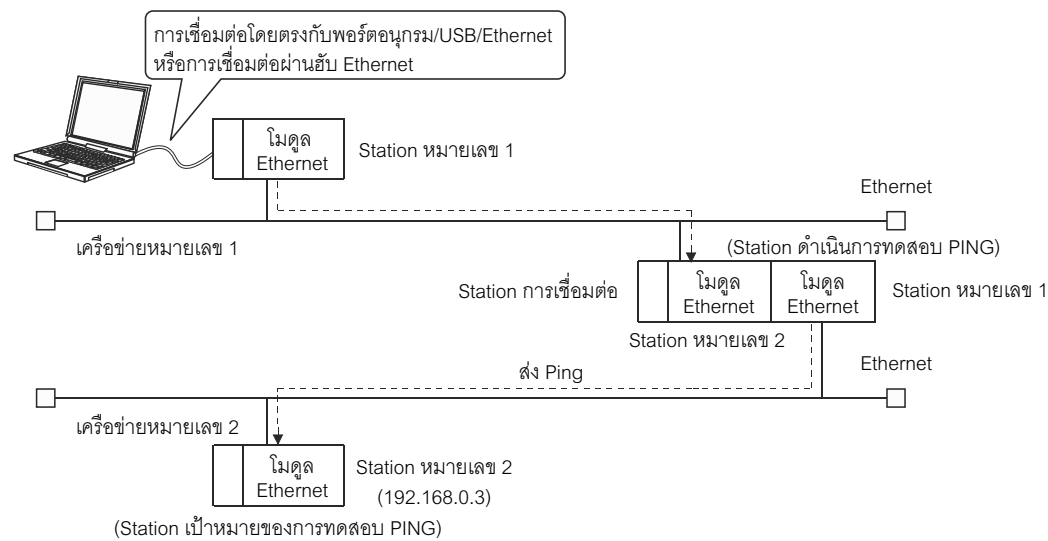 การเชื่อมต่อโดยตรงกับพอร์ตอนุกรม/USB/Ethernet
หรือการเชื่อมต่อผ่านฮับ Ethernet
โมดูล
Ethernet
Station หมายเลข 1
Ethernet
เครือข่ายหมายเลข 1
(Station ดำเนินการทดสอบ PING)
Station การเชื่อมต่อ
โมดูล
Ethernet
โมดูล
Ethernet
Station หมายเลข 1
Station หมายเลข 2
Ethernet
ส่ง Ping
เครือข่ายหมายเลข 2
โมดูล
Ethernet
Station หมายเลข 2
(192.168.0.3)
(Station เป้าหมายของการทดสอบ PING)